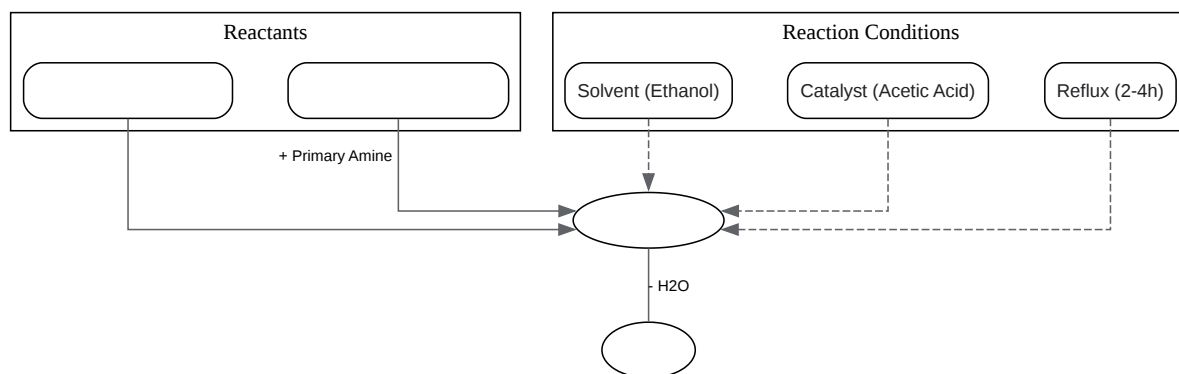 Reactants
Reaction Conditions
Solvent (Ethanol)
Catalyst (Acetic Acid)
Reflux (2-4h)
+ Primary Amine
- H2O